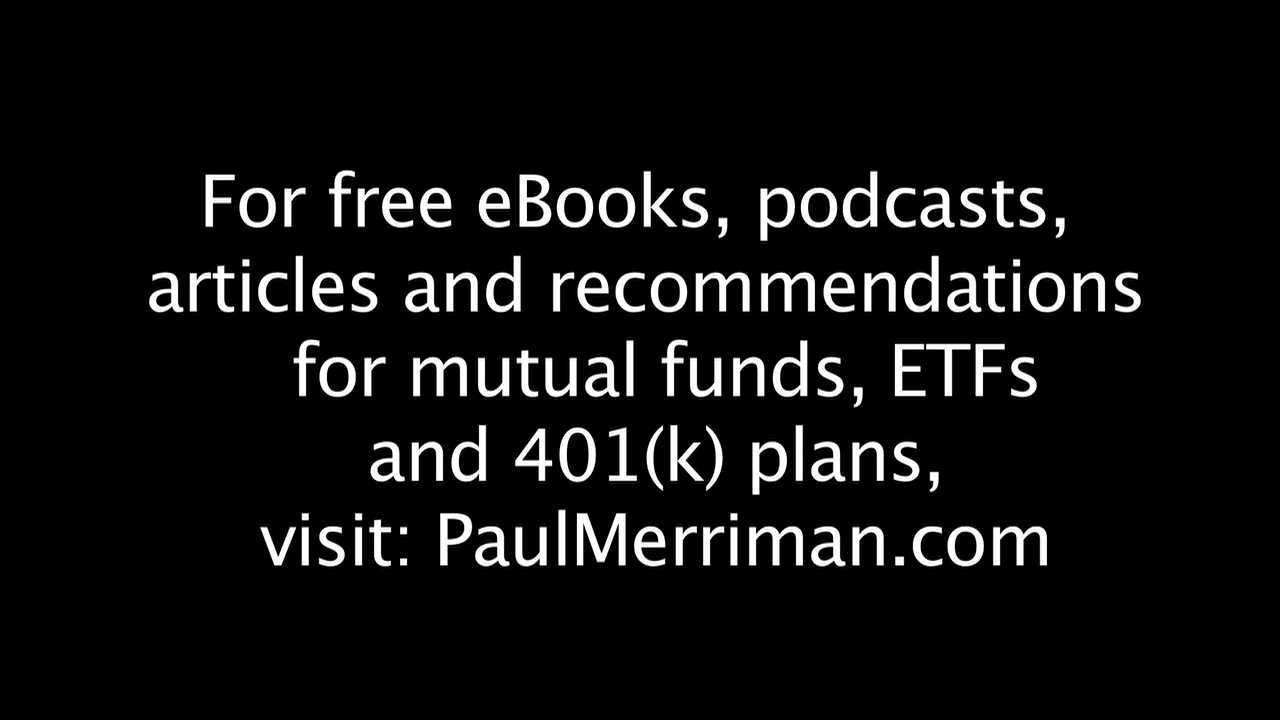 For free eBooks, podcasts,
articles and recommendations
for mutual funds, ETFs
and 401(k) plans,
visit: PaulMerriman.com